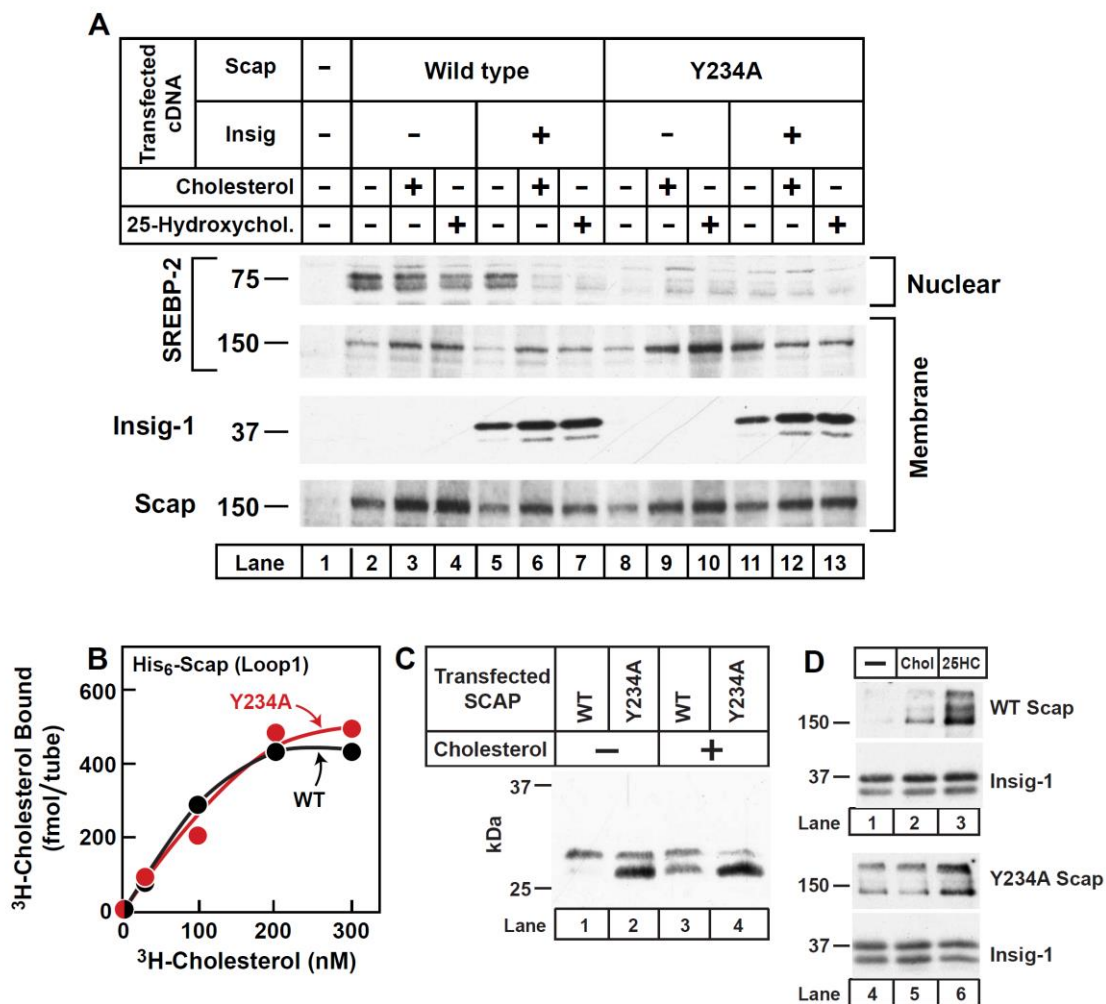 A
Transfected cDNA
Scap – Wild type Y234A
Insig – – + – +
Cholesterol – – + – – + – – + – – + –
25-Hydroxychol. – – – + – – + – – + – – +
SREBP-2
75
Nuclear
150
Insig-1 37
Membrane
Scap 150
Lane 1 2 3 4 5 6 7 8 9 10 11 12 13
B
His6-Scap (Loop1)
³H-Cholesterol Bound
(fmol/tube)
600
Y234A
400
WT
200
0
0 100 200 300
³H-Cholesterol (nM)
C
Transfected
SCAP
WT Y234A WT Y234A
Cholesterol – +
37
kDa
25
Lane 1 2 3 4
D
– Chol 25HC
WT Scap
150
37
Insig-1
Lane 1 2 3
Y234A Scap
150
37
Insig-1
Lane 4 5 6